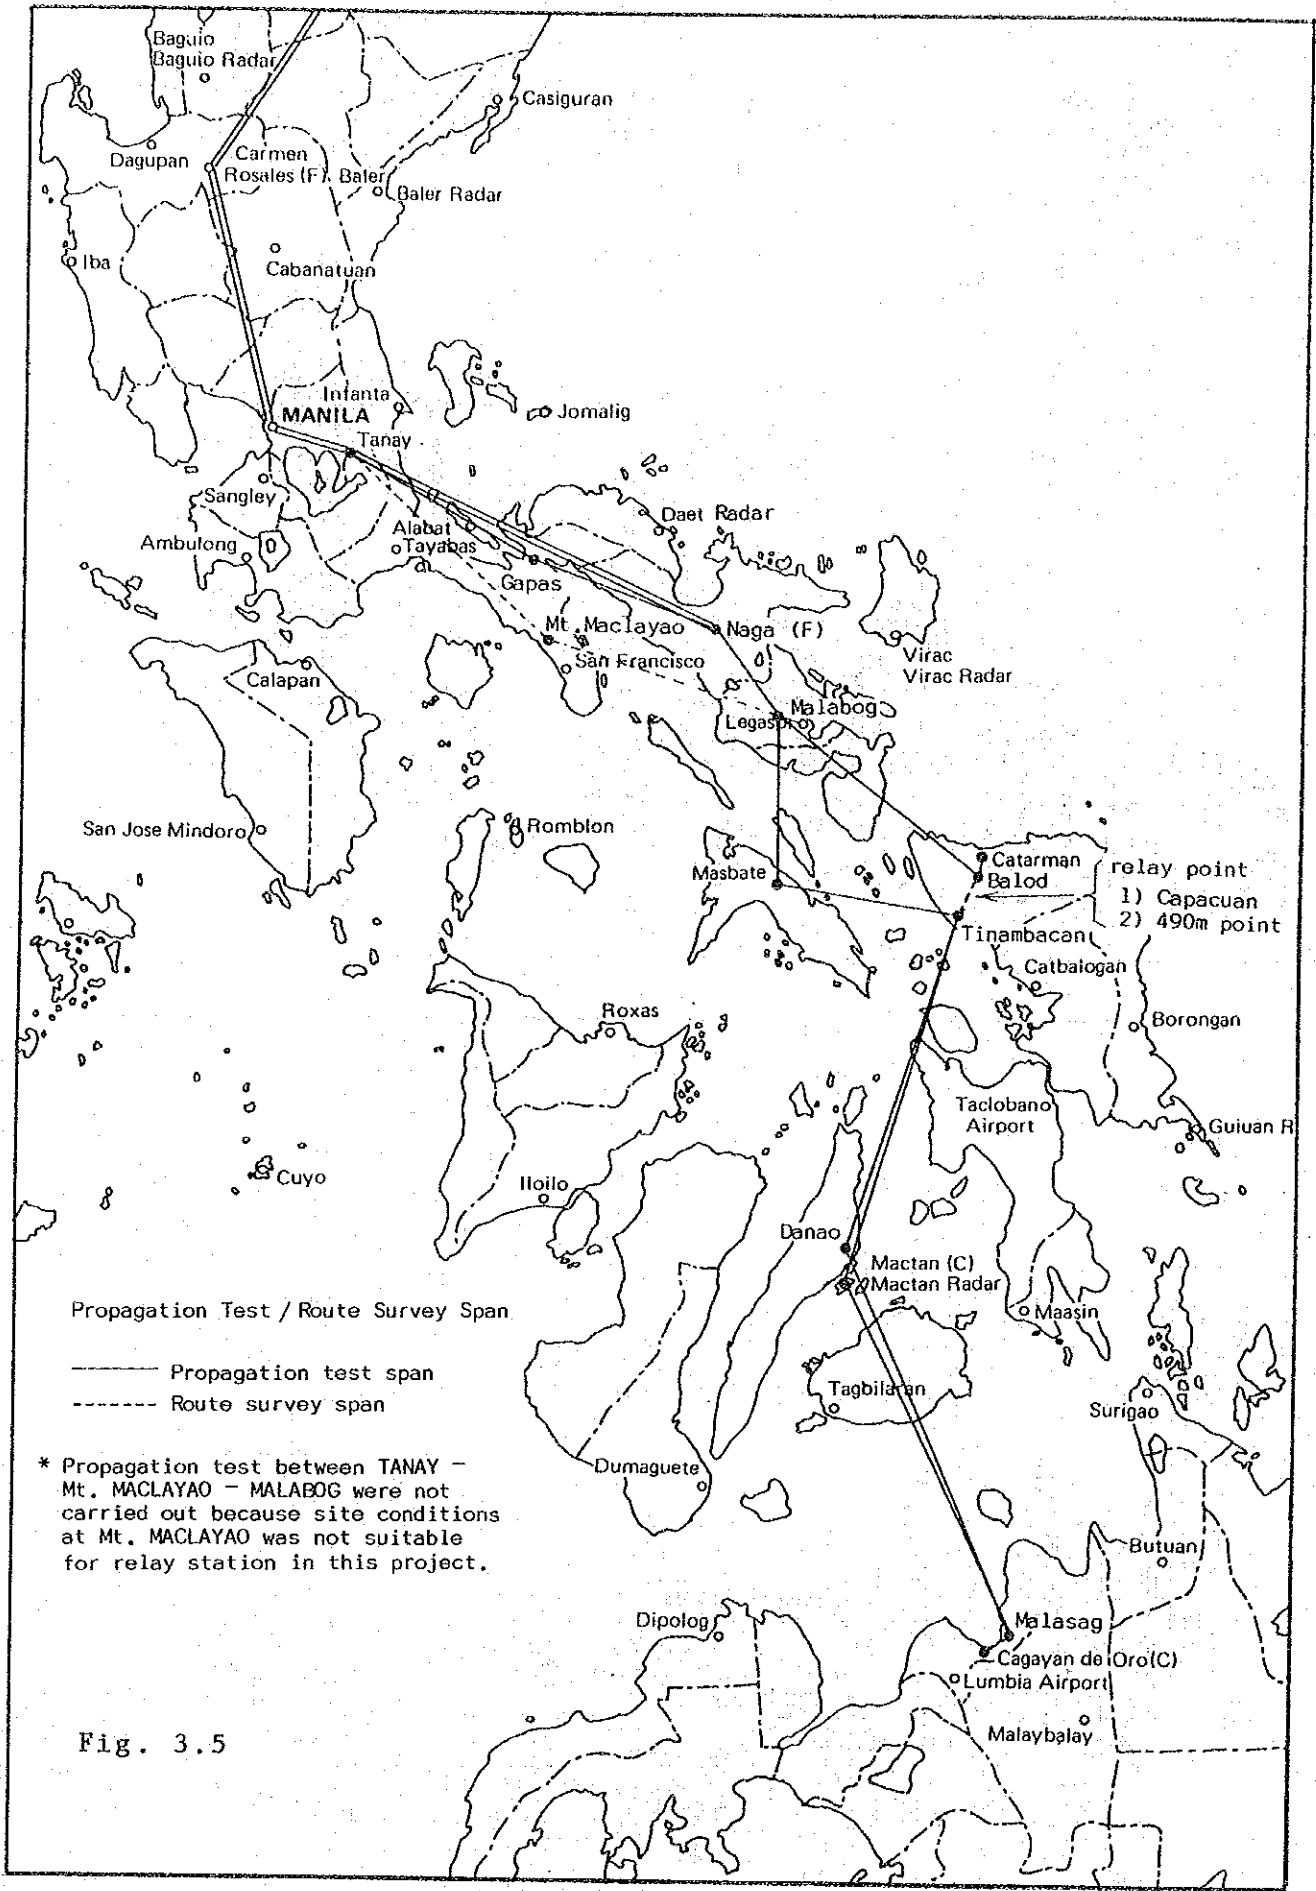 Baguio
Baguio Radar
Casiguran
Dagupan
Carmen
Rosales (F). Baler
Baler Radar
Iba
Cabanatuan
Infanta
Jomalig
MANILA
Tanay
Sangley
Daet Radar
Alabat
Ambulong
Tayabas
Gapas
Mt. Maclayao
Naga (F)
San Francisco
Virac
Virac Radar
Calapan
Malabog
Legaspi
San Jose Mindoro
Romblon
Masbate
Catarman
Balod
relay point
1) Capacuan
2) 490m point
Tinambacan
Catbalogan
Roxas
Borongan
Taclobano
Airport
Guiuan R
Cuyo
Iloilo
Danao
Mactan (C)
Mactan Radar
Maasin
Propagation Test / Route Survey Span
Propagation test span
Route survey span
Tagbilaran
Surigao
* Propagation test between TANAY -
Mt. MACLAYAO - MALABOG were not
carried out because site conditions
at Mt. MACLAYAO was not suitable
for relay station in this project.
Dumaguete
Butuan
Dipolog
Malasag
Cagayan de Oro(C)
Lumbia Airport
Malaybalay
Fig. 3.5